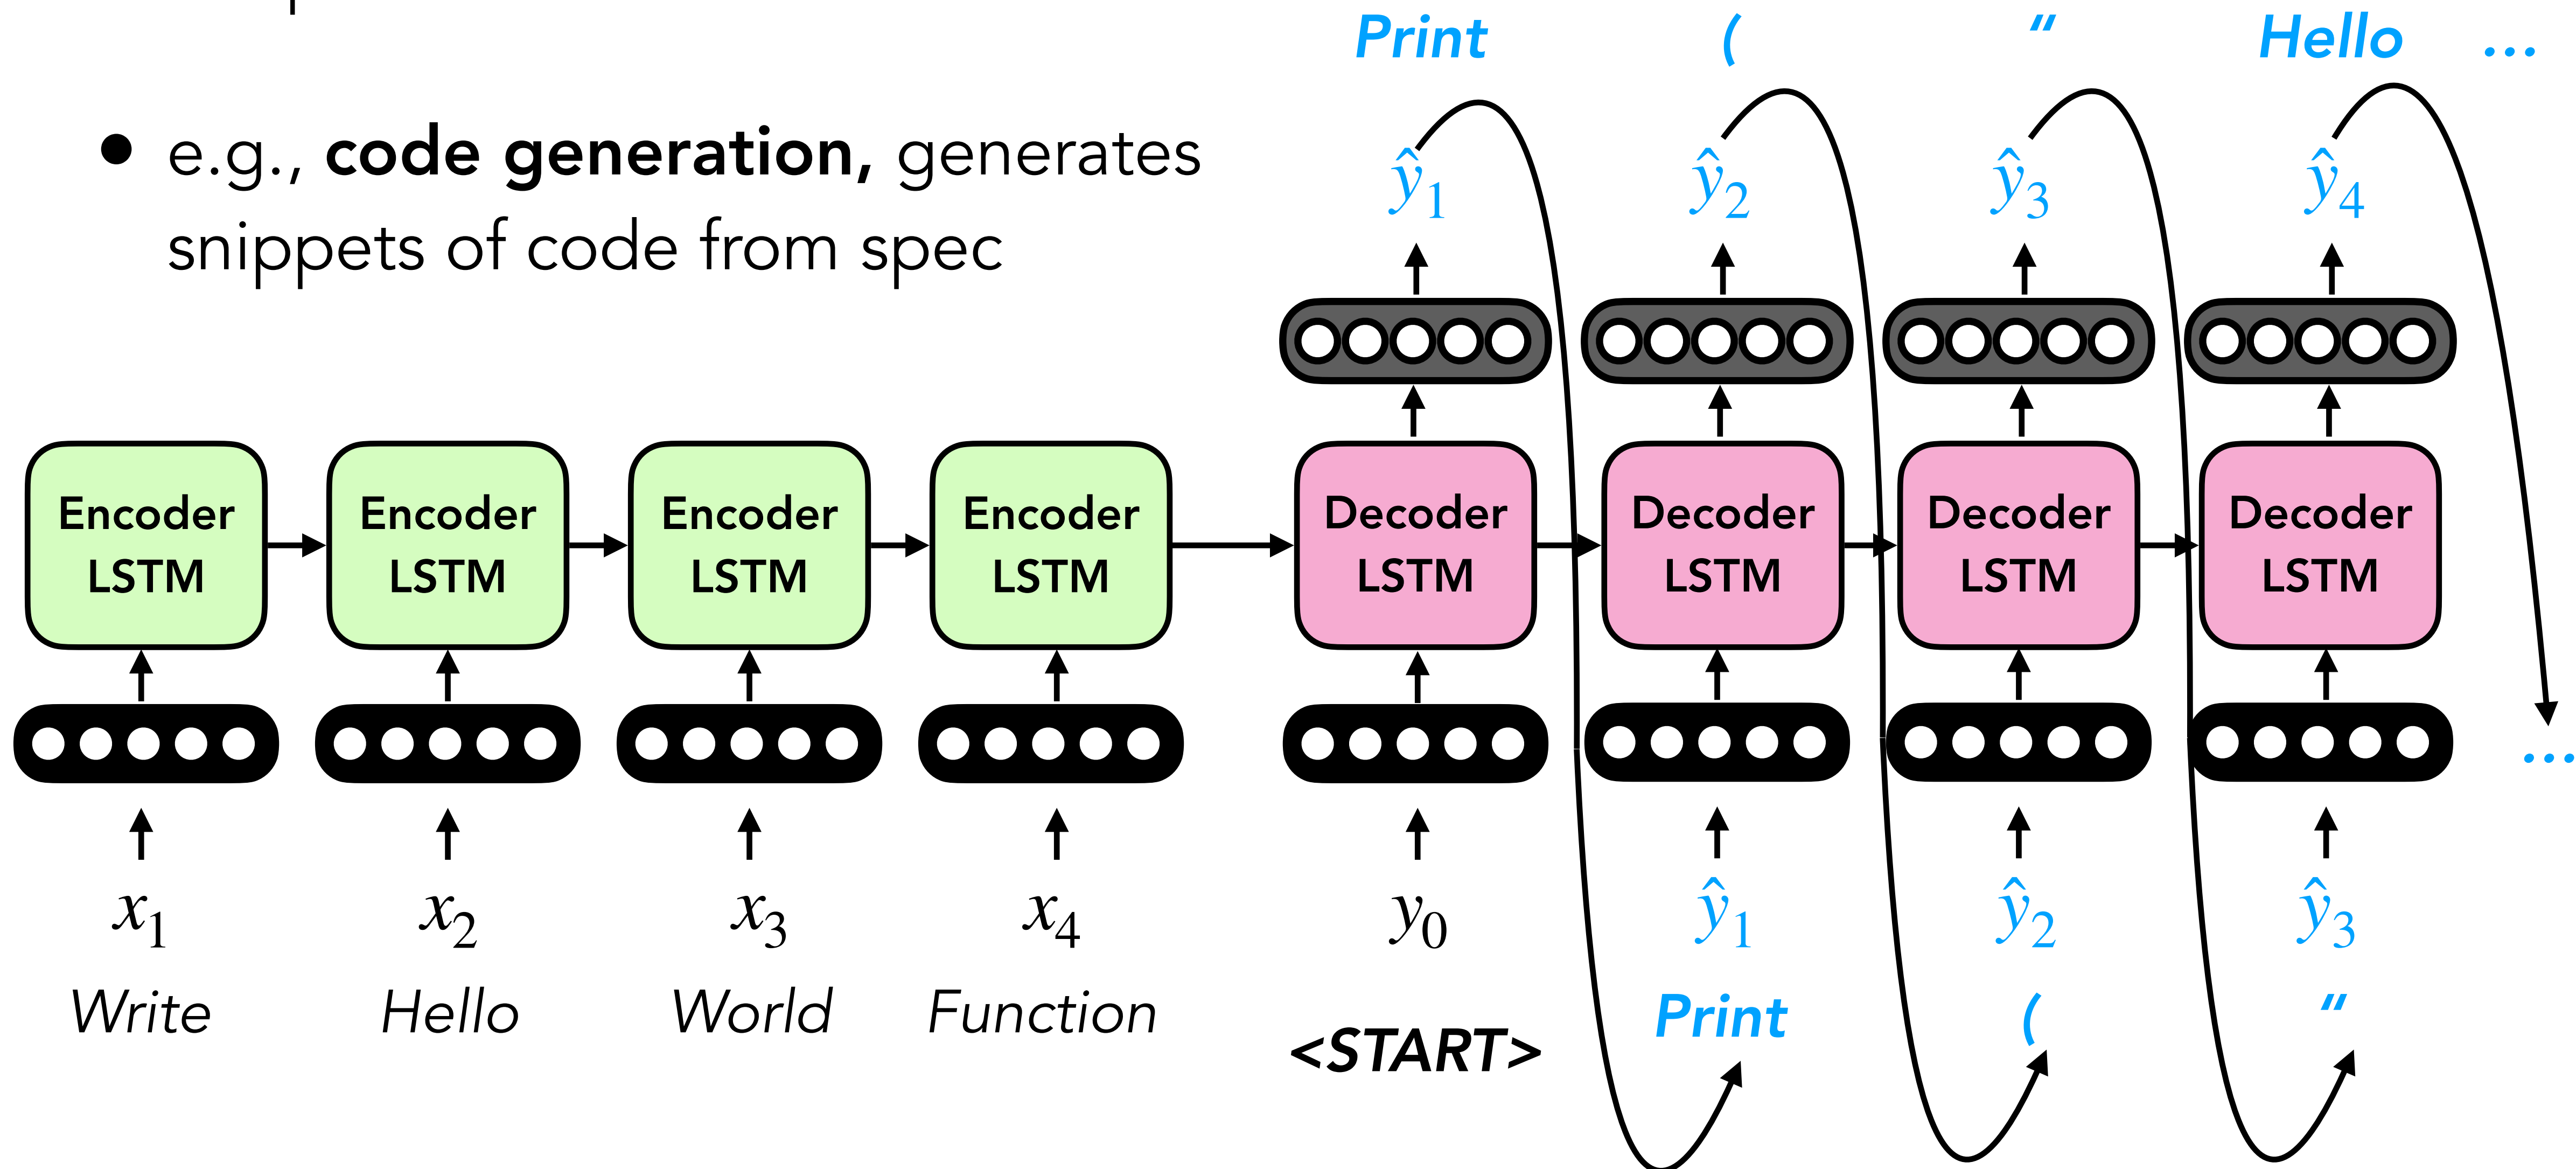 Print ( “ Hello ...
• e.g., code generation, generates
snippets of code from spec
ŷ1 ŷ2 ŷ3 ŷ4
Encoder LSTM
Encoder LSTM
Encoder LSTM
Encoder LSTM
Decoder LSTM
Decoder LSTM
Decoder LSTM
Decoder LSTM
...
x1 x2 x3 x4 y0 ŷ1 ŷ2 ŷ3
Write Hello World Function <START> Print ( “